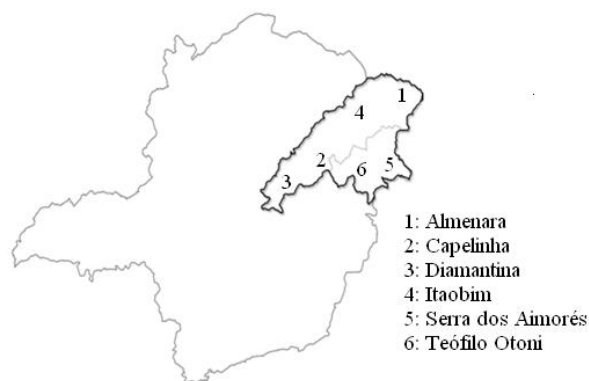 1
4
2
3
6
5
1: Almenara
2: Capelinha
3: Diamantina
4: Itaobim
5: Serra dos Aimorés
6: Teófilo Otoni